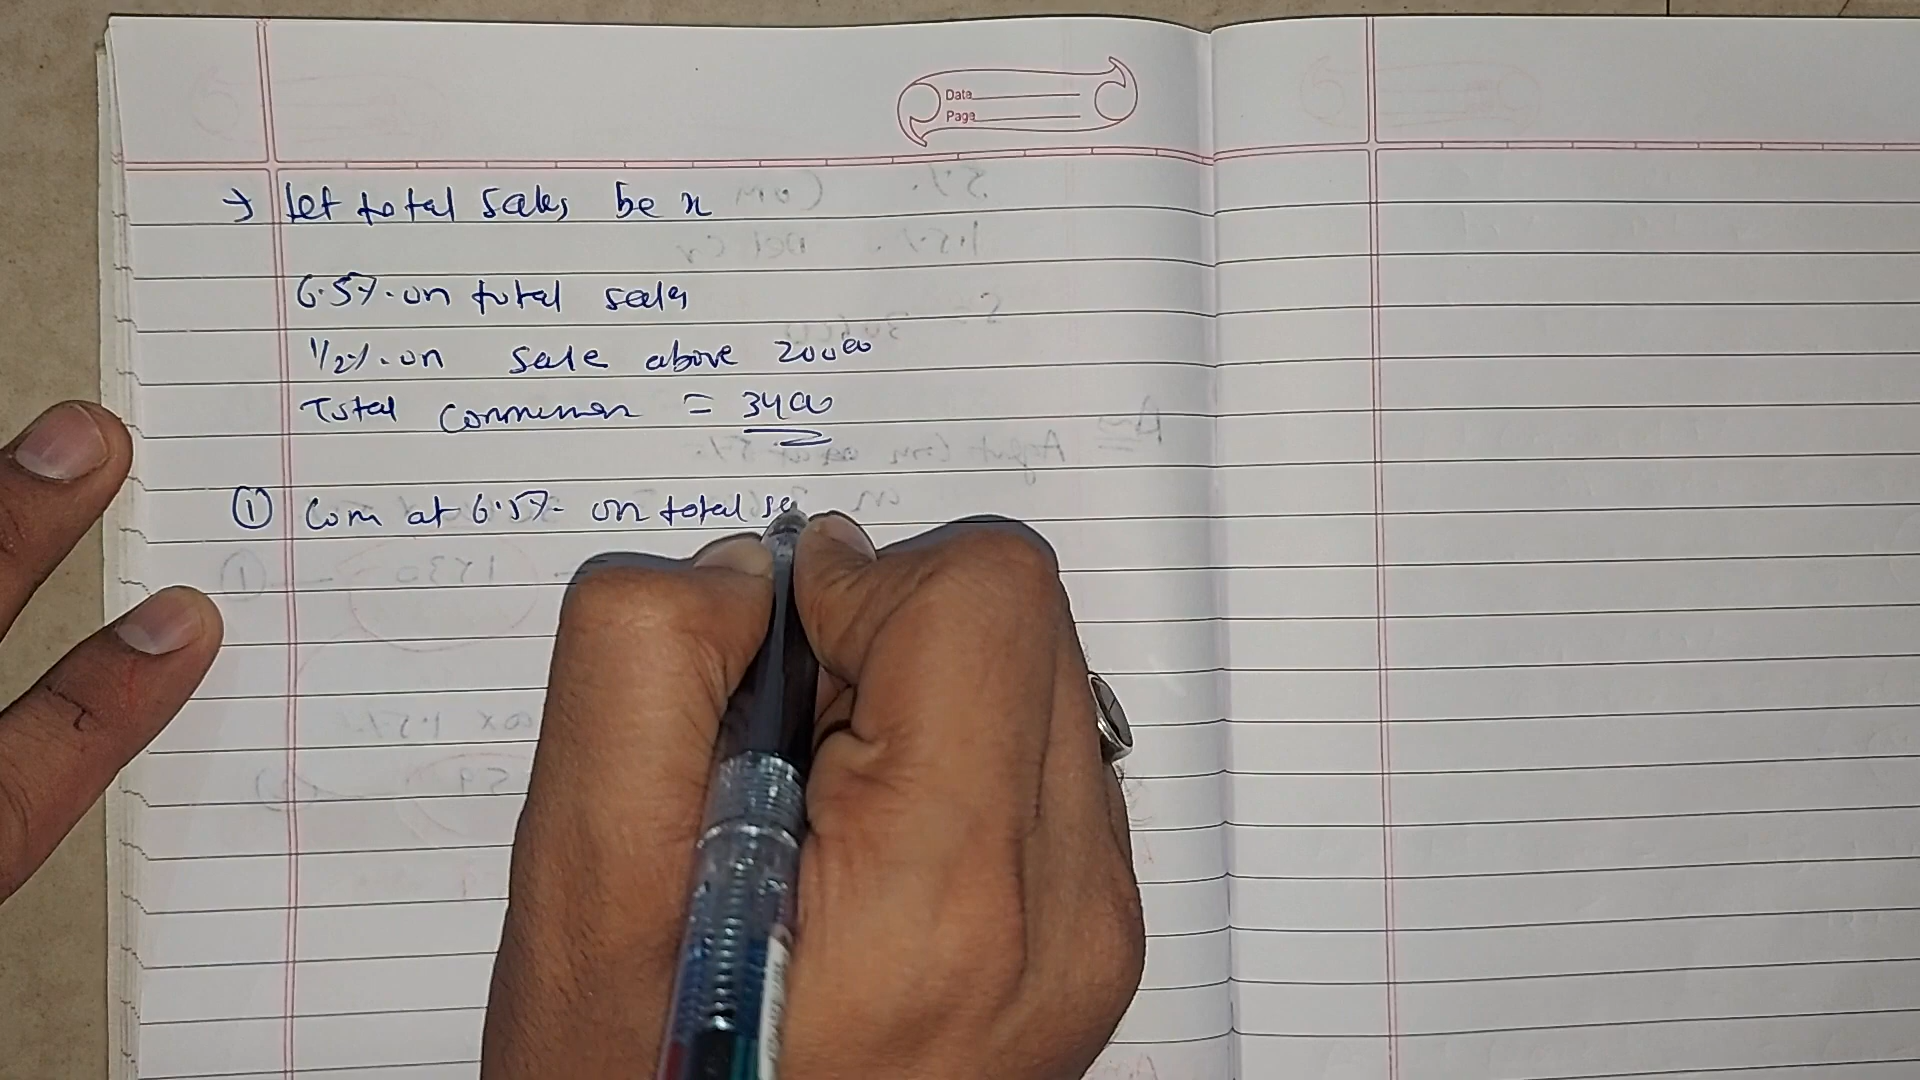 Data
Page
→ let total sales be x
6.5% on total sales
1/2% on sale above 20000
Total Commission = 3400
① Com at 6.5% on total sa